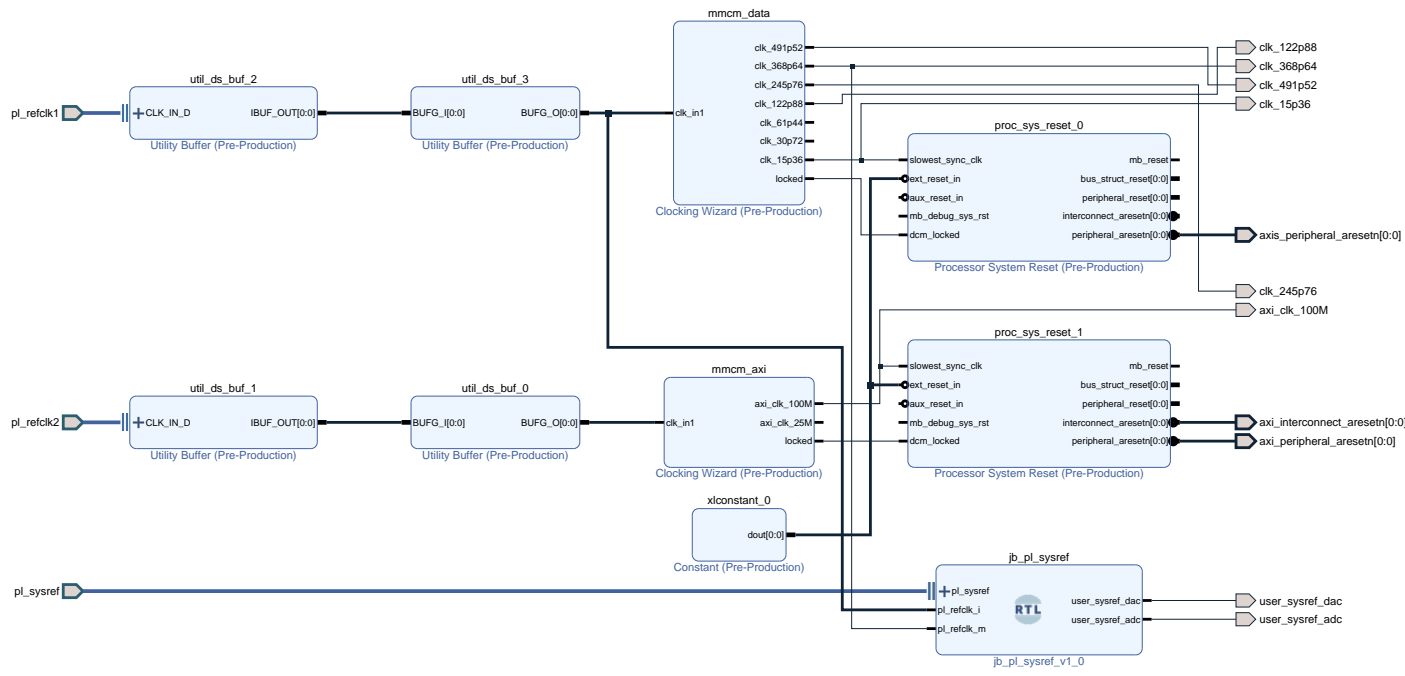 mmcm_data
clk_491p52
clk_368p64
clk_245p76
clk_122p88
clk_61p44
clk_30p72
clk_15p36
locked
clk_in1
Clocking Wizard (Pre-Production)
util_ds_buf_2
CLK_IN_D
IBUF_OUT[0:0]
Utility Buffer (Pre-Production)
util_ds_buf_3
BUFG_I[0:0]
BUFG_O[0:0]
Utility Buffer (Pre-Production)
pl_refclk1
clk_122p88
clk_368p64
clk_491p52
clk_15p36
proc_sys_reset_0
slowest_sync_clk
ext_reset_in
aux_reset_in
mb_debug_sys_rst
dcm_locked
mb_reset
bus_struct_reset[0:0]
peripheral_reset[0:0]
interconnect_aresetn[0:0]
peripheral_aresetn[0:0]
Processor System Reset (Pre-Production)
axis_peripheral_aresetn[0:0]
clk_245p76
axi_clk_100M
proc_sys_reset_1
slowest_sync_clk
ext_reset_in
aux_reset_in
mb_debug_sys_rst
dcm_locked
mb_reset
bus_struct_reset[0:0]
peripheral_reset[0:0]
interconnect_aresetn[0:0]
peripheral_aresetn[0:0]
Processor System Reset (Pre-Production)
axi_interconnect_aresetn[0:0]
axi_peripheral_aresetn[0:0]
pl_refclk2
util_ds_buf_1
CLK_IN_D
IBUF_OUT[0:0]
Utility Buffer (Pre-Production)
util_ds_buf_0
BUFG_I[0:0]
BUFG_O[0:0]
Utility Buffer (Pre-Production)
mmcm_axi
clk_in1
axi_clk_100M
axi_clk_25M
locked
Clocking Wizard (Pre-Production)
xlconstant_0
dout[0:0]
Constant (Pre-Production)
pl_sysref
jb_pl_sysref
pl_sysref
pl_refclk_i
pl_refclk_m
RTL
user_sysref_dac
user_sysref_adc
jb_pl_sysref_v1_0
user_sysref_dac
user_sysref_adc